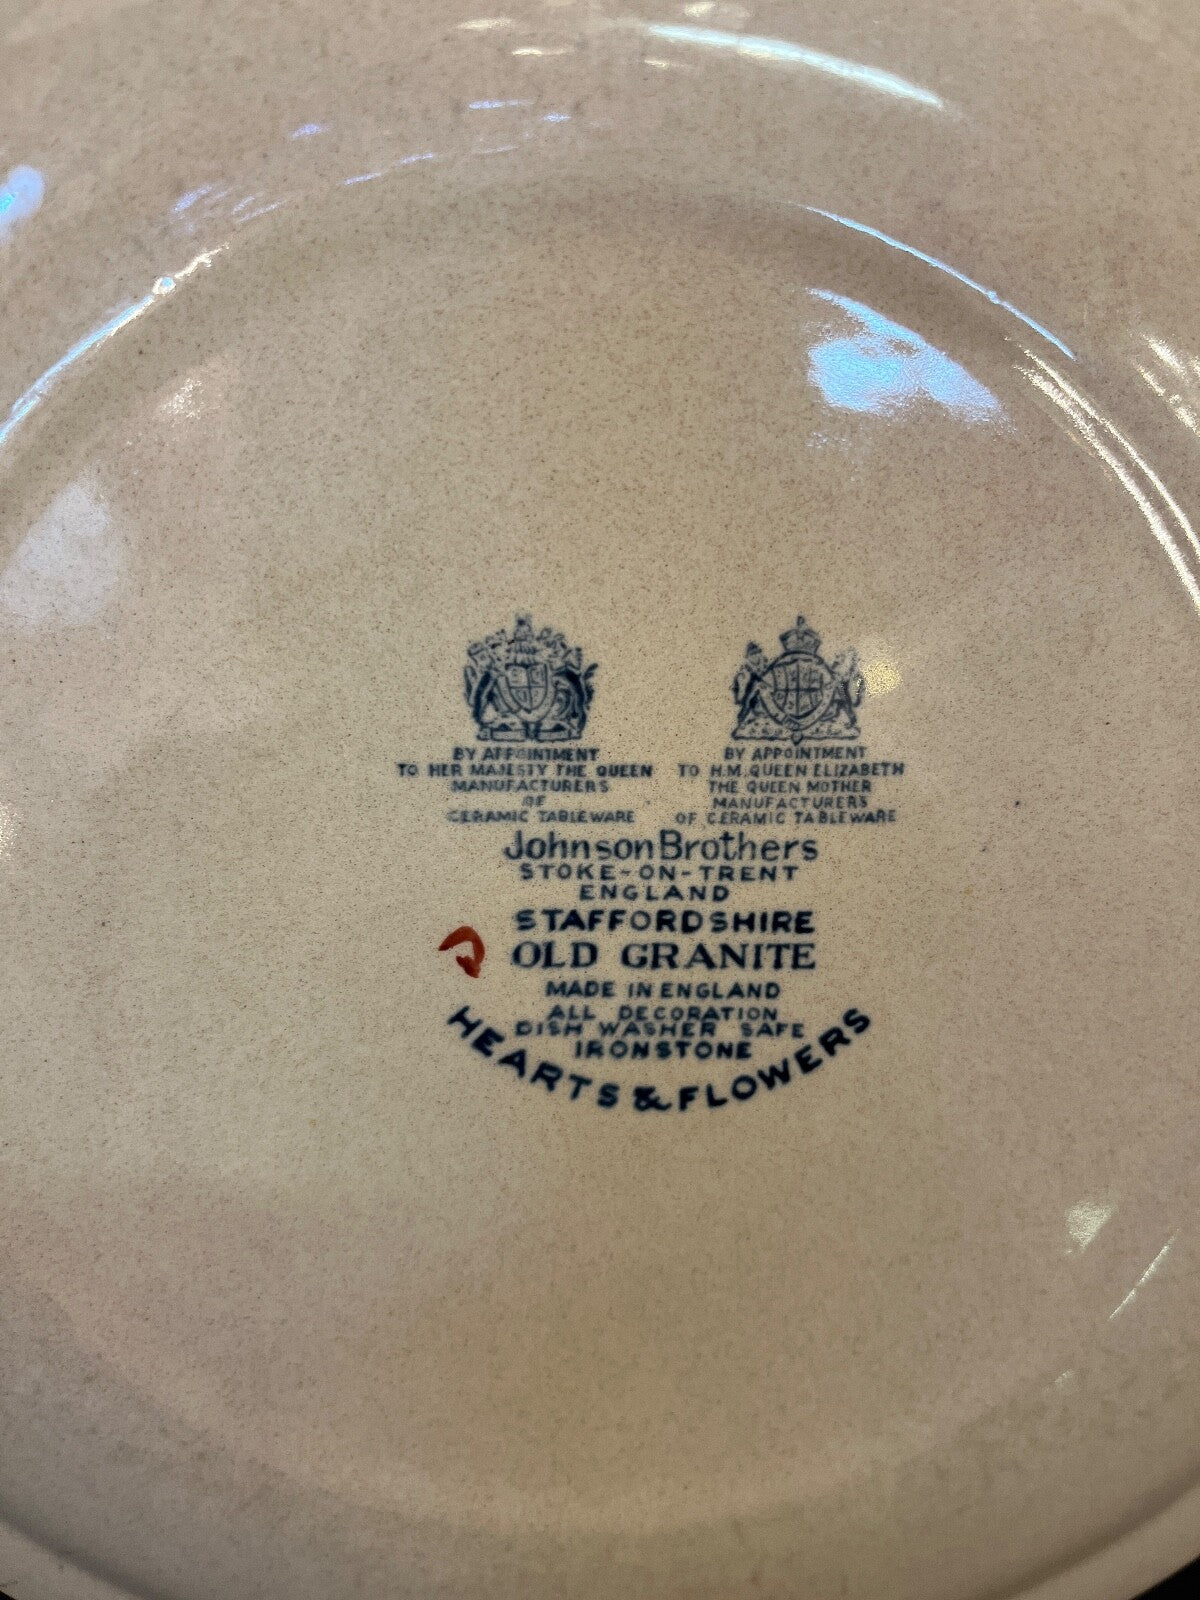 BY APPOINTMENT
TO HER MAJESTY THE QUEEN
MANUFACTURERS
OF
CERAMIC TABLEWARE
BY APPOINTMENT
TO H.M. QUEEN ELIZABETH
THE QUEEN MOTHER
MANUFACTURERS
OF CERAMIC TABLEWARE
Johnson Brothers
STOKE-ON-TRENT
ENGLAND
STAFFORDSHIRE
OLD GRANITE
MADE IN ENGLAND
ALL DECORATION
DISH WASHER SAFE
IRONSTONE
HEARTS & FLOWERS